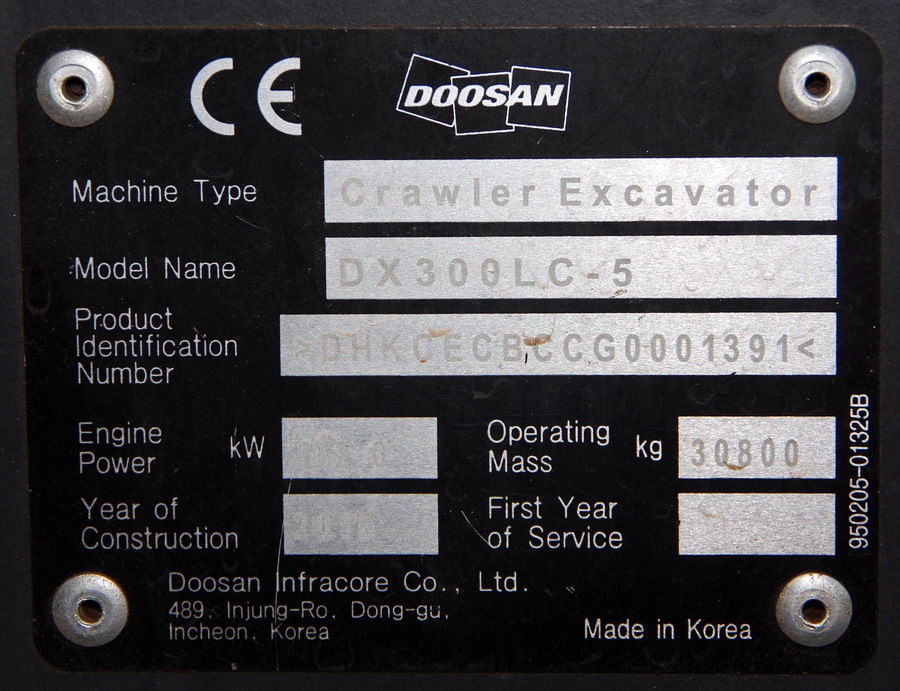 CE DOOSAN
Machine Type Crawler Excavator
Model Name DX300LC-5
Product
Identification
Number
>DHKCECBCCG0001391<
Engine
Power kW
Operating
Mass kg 30800
Year of
Construction
First Year
of Service
950205-01325B
Doosan Infracore Co., Ltd.
489, Injung-Ro, Dong-gu,
Incheon, Korea
Made in Korea